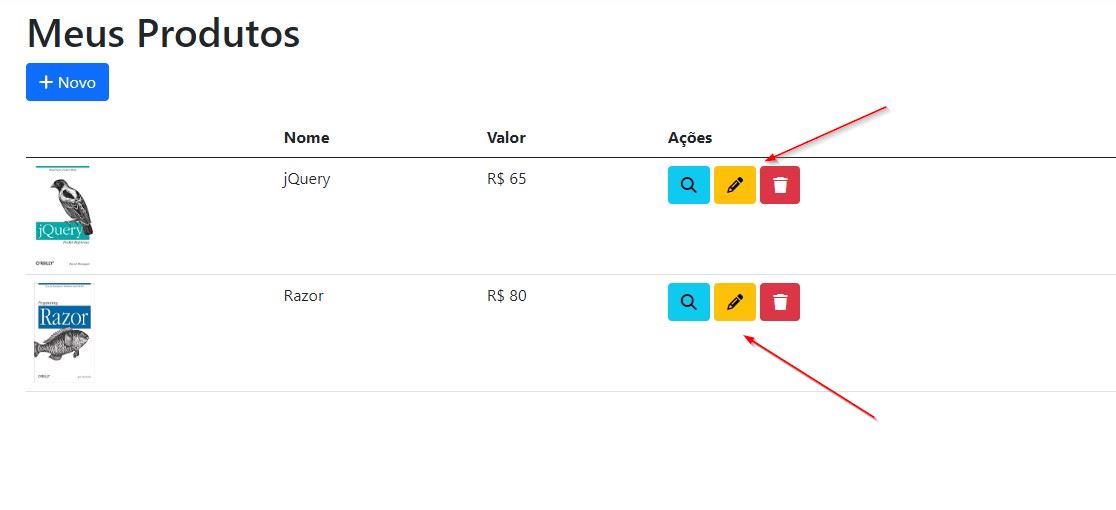 Meus Produtos
+ Novo
Nome Valor Ações
jQuery R$ 65
jQuery
O'REILLY
Razor R$ 80
Programming
Razor
O'REILLY